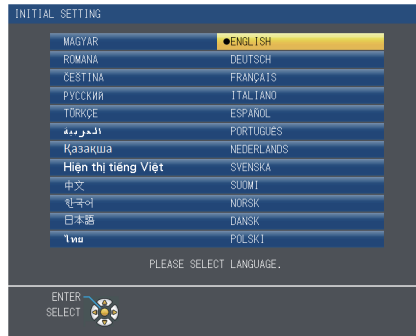 INITIAL SETTING
MAGYAR ●ENGLISH
ROMÂNA DEUTSCH
ČEŠTINA FRANÇAIS
РУССКИЙ ITALIANO
TÜRKÇE ESPAÑOL
العربية PORTUGUÊS
Қазақша NEDERLANDS
Hiện thị tiếng Việt SVENSKA
中文 SUOMI
한국어 NORSK
日本語 DANSK
ไทย POLSKI
PLEASE SELECT LANGUAGE.
ENTER
SELECT